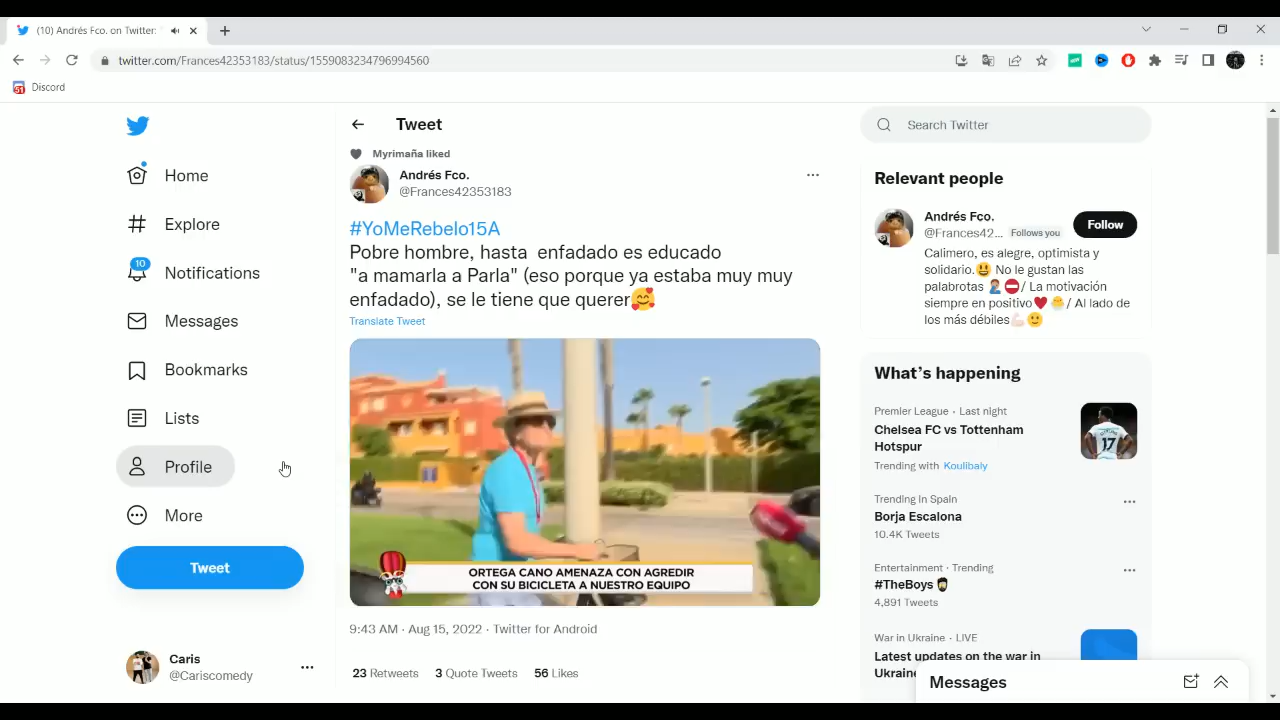 (10) Andrés Fco. on Twitter:
twitter.com/Frances42353183/status/1559083234796994560
Discord
Home
Explore
10
Notifications
Messages
Bookmarks
Lists
Profile
More
Tweet
Caris
@Cariscomedy
Tweet
Myrimaña liked
Andrés Fco.
@Frances42353183
#YoMeRebelo15A
Pobre hombre, hasta enfadado es educado
"a mamarla a Parla" (eso porque ya estaba muy muy
enfadado), se le tiene que querer🥰
Translate Tweet
ORTEGA CANO AMENAZA CON AGREDIR
CON SU BICICLETA A NUESTRO EQUIPO
9:43 AM · Aug 15, 2022 · Twitter for Android
23 Retweets 3 Quote Tweets 56 Likes
Search Twitter
Relevant people
Andrés Fco.
@Frances42... Follows you
Follow
Calimero, es alegre, optimista y
solidario.😃 No le gustan las
palabrotas 🤦🏽‍♂️⛔/ La motivación
siempre en positivo♥️🐣/ Al lado de
los más débiles💪🏻🙂
What's happening
Premier League · Last night
Chelsea FC vs Tottenham
Hotspur
Trending with Koulibaly
17
Trending in Spain
Borja Escalona
10.4K Tweets
Entertainment · Trending
#TheBoys
4,891 Tweets
War in Ukraine · LIVE
Latest updates on the war in
Ukraine
Messages